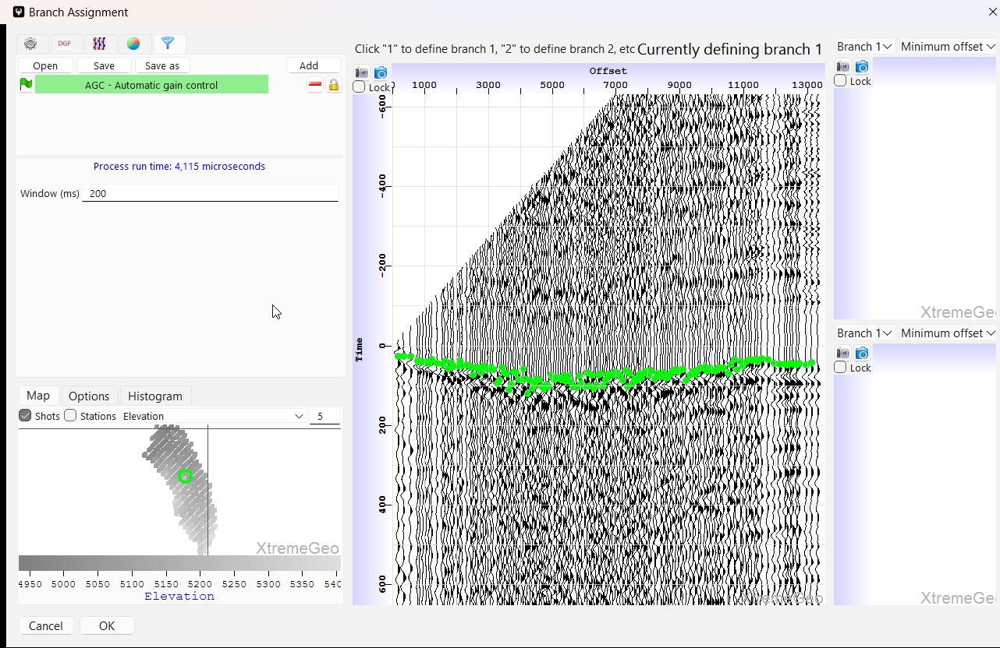 Branch Assignment
DGF
Open Save Save as Add
AGC - Automatic gain control
Process run time: 4,115 microseconds
Window (ms) 200
Map Options Histogram
Shots Stations Elevation 5
XtremeGeo
4950 5000 5050 5100 5150 5200 5250 5300 5350
Elevation
Cancel OK
Click "1" to define branch 1, "2" to define branch 2, etc Currently defining branch 1
Lock
Offset
1000 3000 5000 7000 9000 11000 13000
Time
-600
-400
-200
0
200
400
600
XtremeGeo
Branch 1 Minimum offset
Lock
XtremeGe
Branch 1 Minimum offset
Lock
XtremeGe